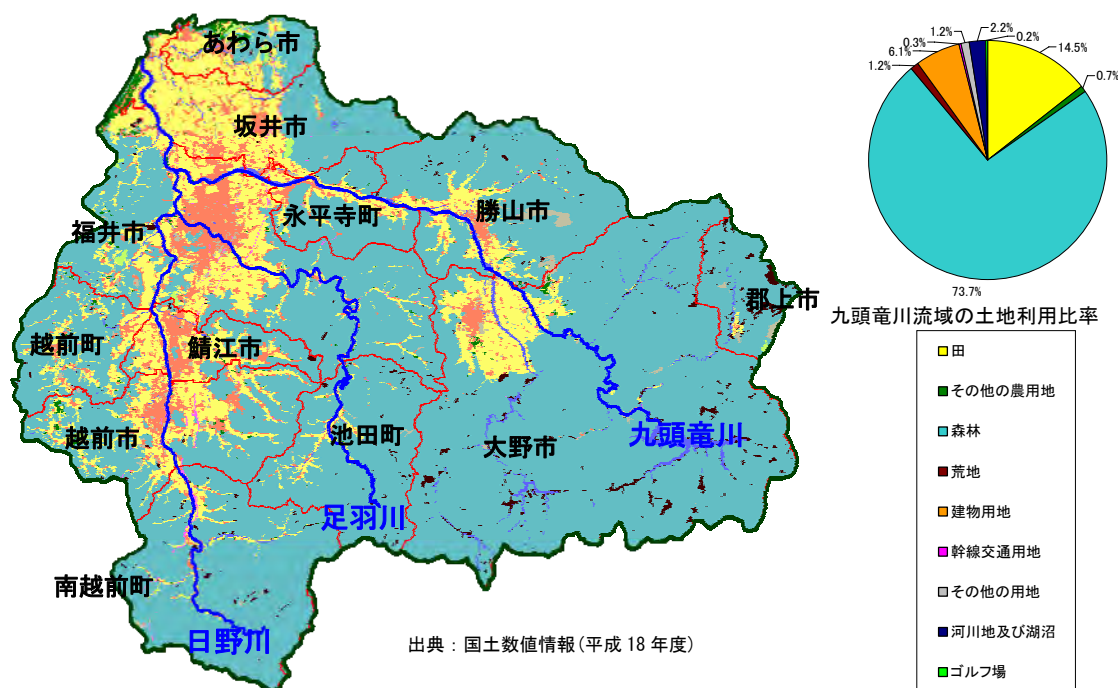 あわら市
坂井市
福井市
永平寺町
勝山市
郡上市
越前町
鯖江市
越前市
池田町
大野市
九頭竜川
足羽川
南越前町
日野川
出典：国土数値情報(平成 18 年度)
1.2%
2.2%
0.3%
0.2%
6.1%
14.5%
1.2%
0.7%
73.7%
九頭竜川流域の土地利用比率
田
その他の農用地
森林
荒地
建物用地
幹線交通用地
その他の用地
河川地及び湖沼
ゴルフ場